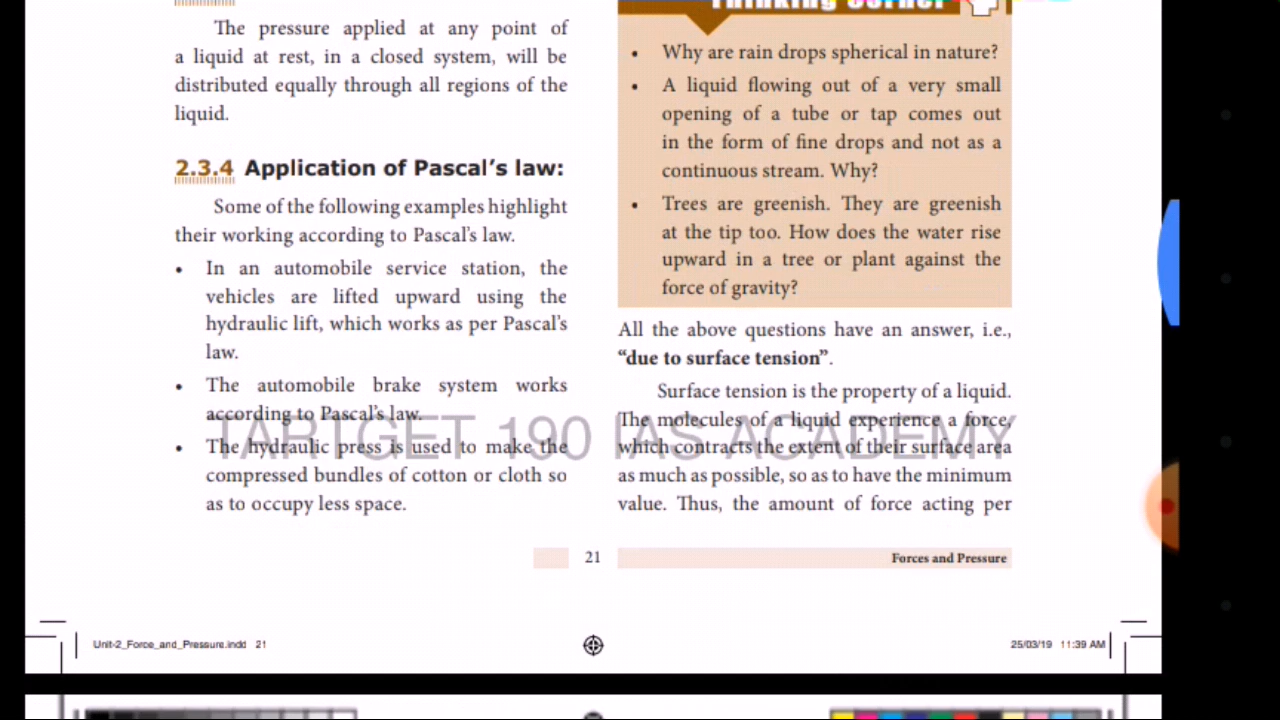 The pressure applied at any point of
a liquid at rest, in a closed system, will be
distributed equally through all regions of the
liquid.
2.3.4 Application of Pascal's law:
Some of the following examples highlight
their working according to Pascal's law.
• In an automobile service station, the
vehicles are lifted upward using the
hydraulic lift, which works as per Pascal's
law.
• The automobile brake system works
according to Pascal's law.
• The hydraulic press is used to make the
compressed bundles of cotton or cloth so
as to occupy less space.
Thinking Corner
• Why are rain drops spherical in nature?
• A liquid flowing out of a very small
opening of a tube or tap comes out
in the form of fine drops and not as a
continuous stream. Why?
• Trees are greenish. They are greenish
at the tip too. How does the water rise
upward in a tree or plant against the
force of gravity?
All the above questions have an answer, i.e.,
“due to surface tension”.
Surface tension is the property of a liquid.
The molecules of a liquid experience a force,
which contracts the extent of their surface area
as much as possible, so as to have the minimum
value. Thus, the amount of force acting per
TARTGET 190 IAS ACADEMY
21
Forces and Pressure
Unit-2_Force_and_Pressure.indd 21
25/03/19 11:39 AM